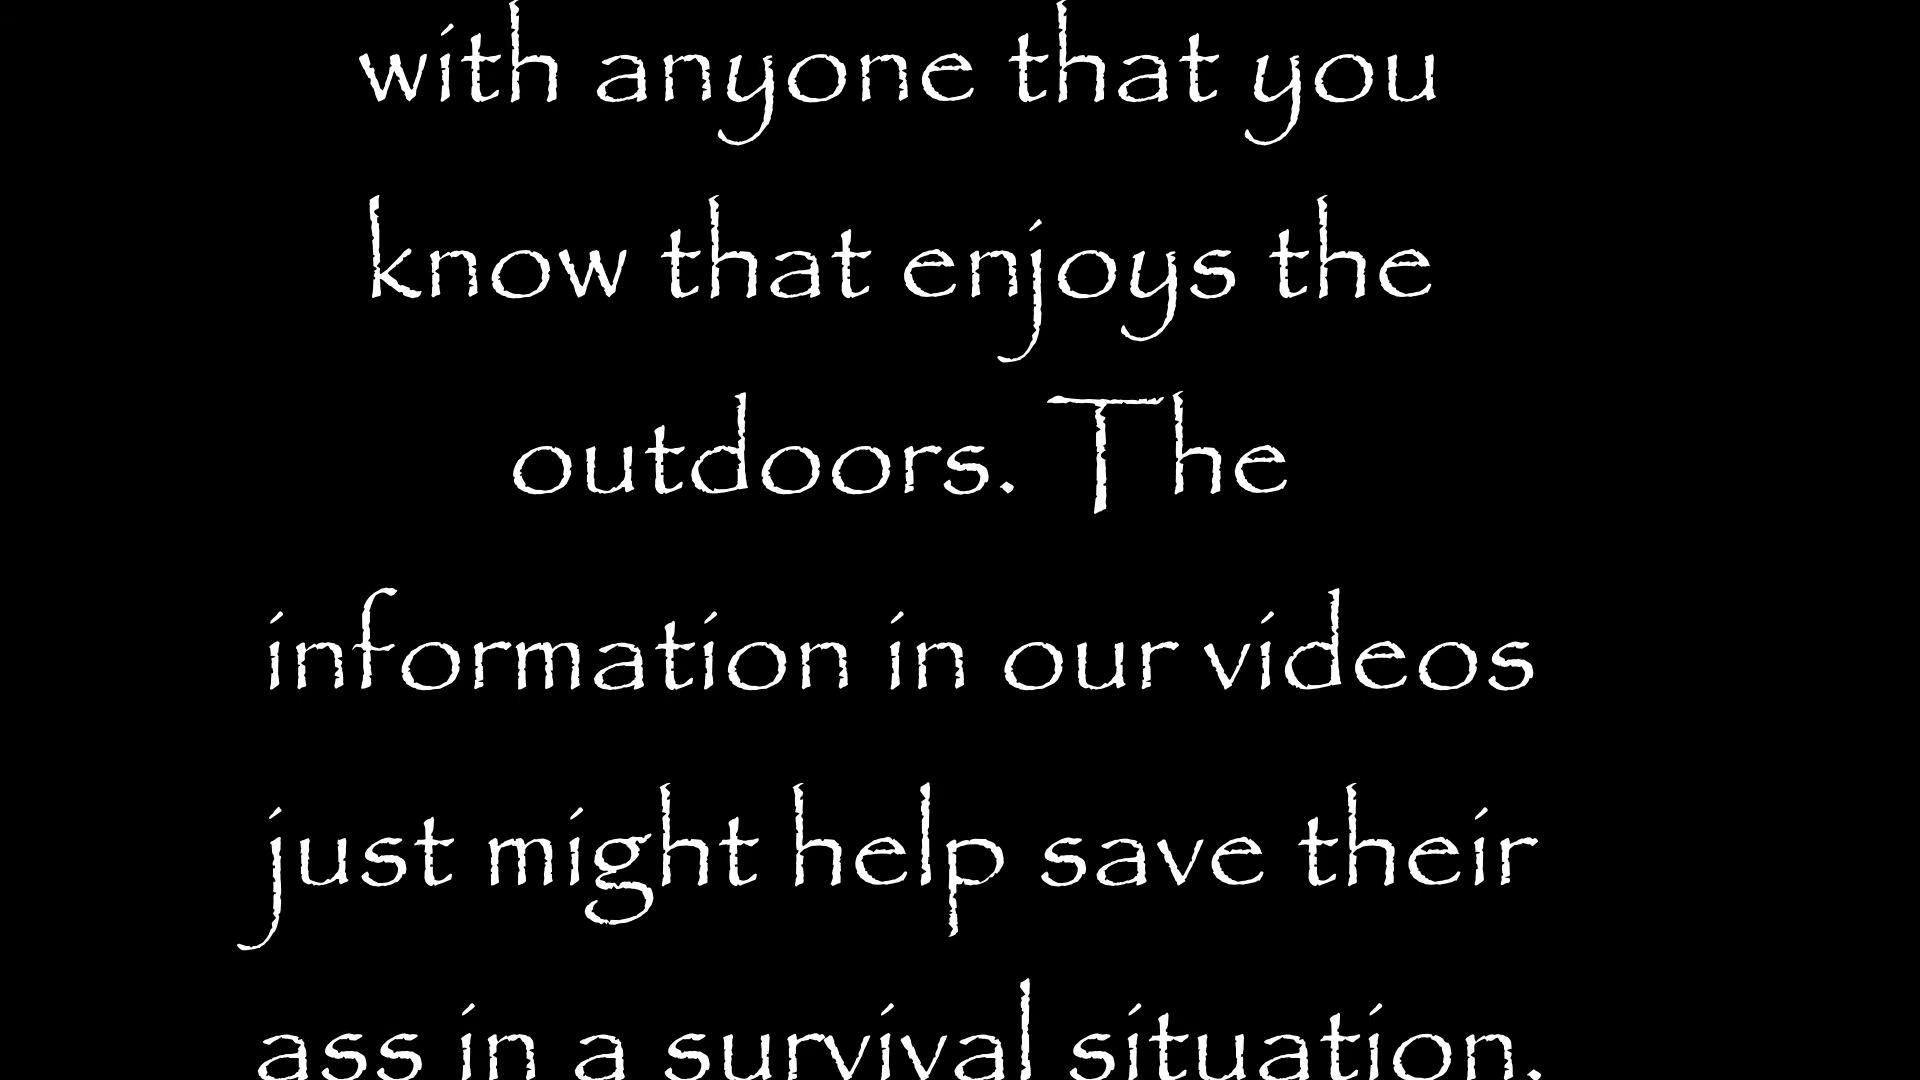 with anyone that you
know that enjoys the
outdoors. The
information in our videos
just might help save their
ass in a survival situation.